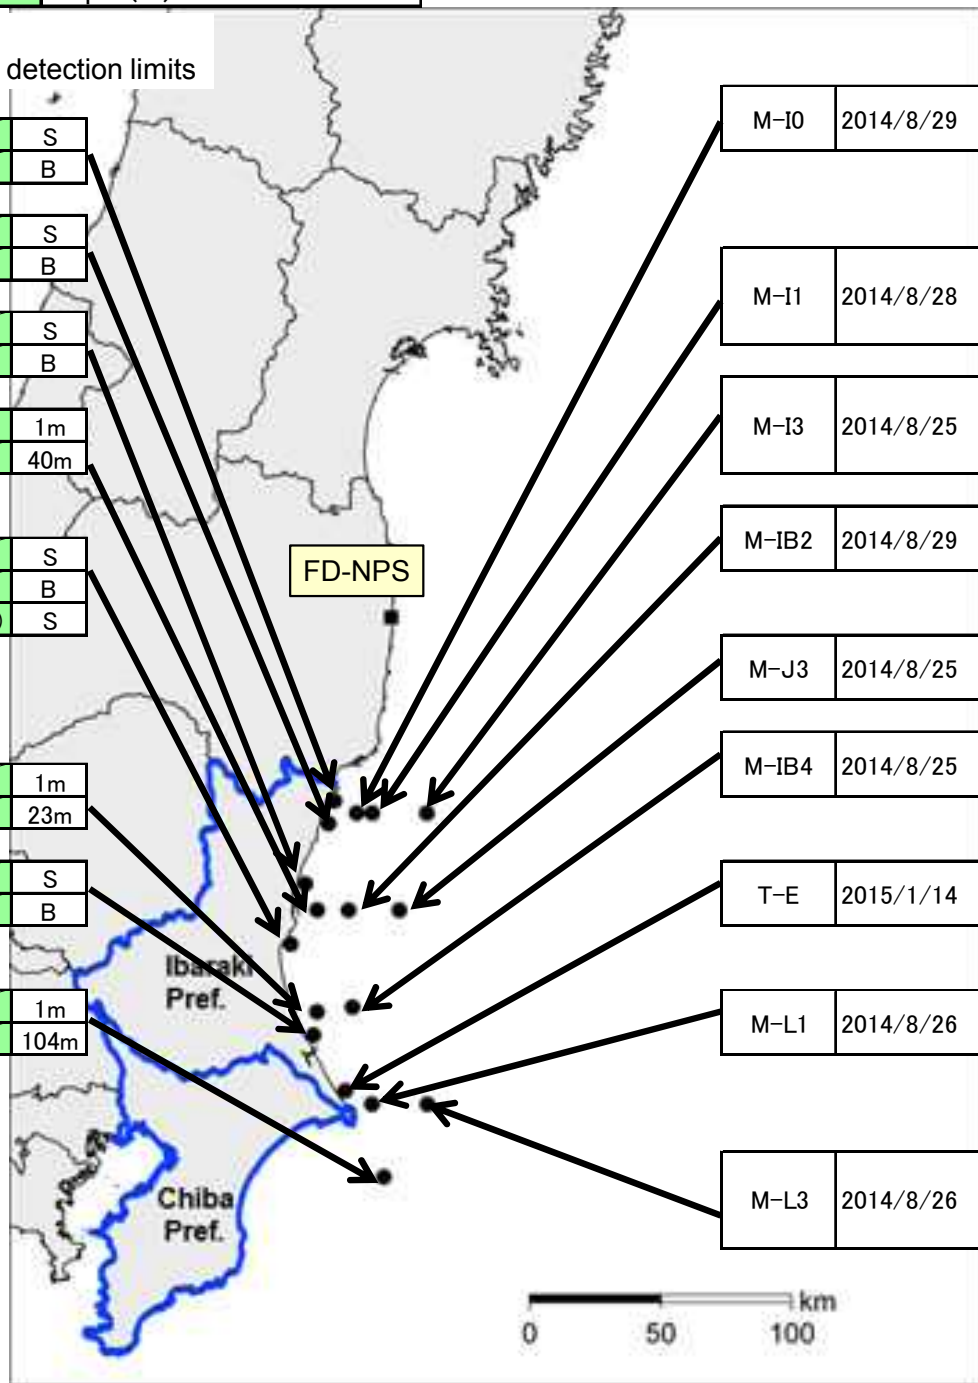 detection limits
S
B
S
B
S
B
1m
40m
S
B
S
1m
23m
S
B
1m
104m
FD-NPS
Ibaraki
Pref.
Chiba
Pref.
M-I0 2014/8/29
M-I1 2014/8/28
M-I3 2014/8/25
M-IB2 2014/8/29
M-J3 2014/8/25
M-IB4 2014/8/25
T-E 2015/1/14
M-L1 2014/8/26
M-L3 2014/8/26
km
0 50 100